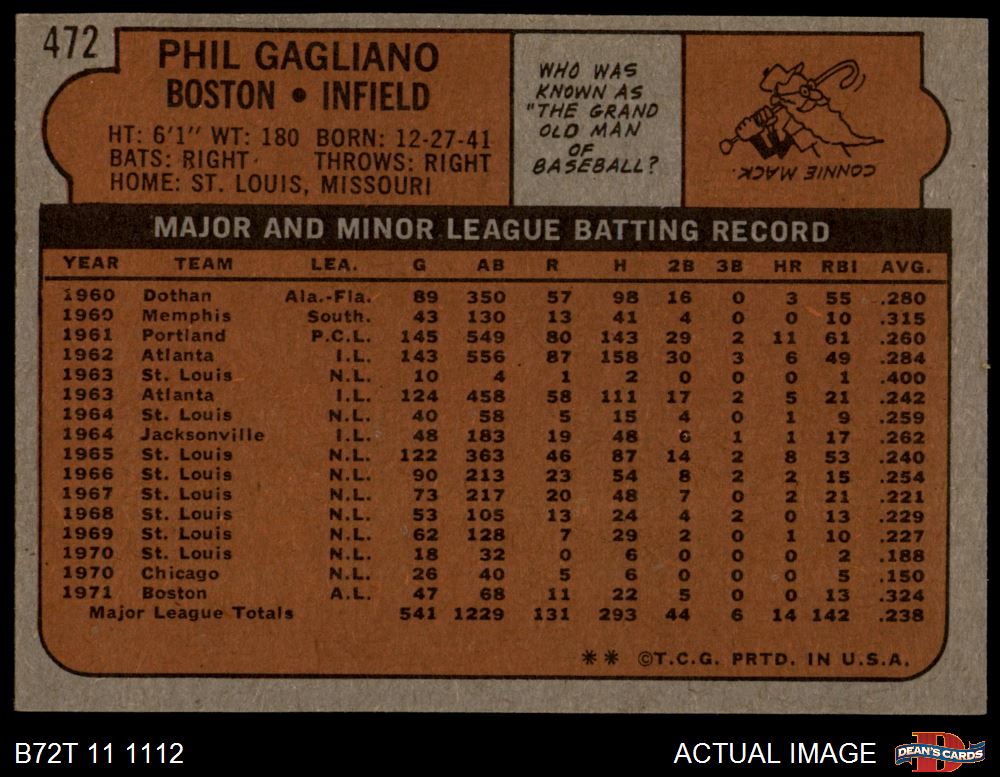 472
PHIL GAGLIANO
BOSTON • INFIELD
HT: 6'1" WT: 180 BORN: 12-27-41
BATS: RIGHT THROWS: RIGHT
HOME: ST. LOUIS, MISSOURI
WHO WAS
KNOWN AS
"THE GRAND
OLD MAN
OF
BASEBALL?
CONNIE MACK.
MAJOR AND MINOR LEAGUE BATTING RECORD
YEAR TEAM LEA. G AB R H 2B 3B HR RBI AVG.
1960 Dothan Ala.-Fla. 89 350 57 98 16 0 3 55 .280
1960 Memphis South. 43 130 13 41 4 0 0 10 .315
1961 Portland P.C.L. 145 549 80 143 29 2 11 61 .260
1962 Atlanta I.L. 143 556 87 158 30 3 6 49 .284
1963 St. Louis N.L. 10 4 1 2 0 0 0 1 .400
1963 Atlanta I.L. 124 458 58 111 17 2 5 21 .242
1964 St. Louis N.L. 40 58 5 15 4 0 1 9 .259
1964 Jacksonville I.L. 48 183 19 48 6 1 1 17 .262
1965 St. Louis N.L. 122 363 46 87 14 2 8 53 .240
1966 St. Louis N.L. 90 213 23 54 8 2 2 15 .254
1967 St. Louis N.L. 73 217 20 48 7 0 2 21 .221
1968 St. Louis N.L. 53 105 13 24 4 2 0 13 .229
1969 St. Louis N.L. 62 128 7 29 2 0 1 10 .227
1970 St. Louis N.L. 18 32 0 6 0 0 0 2 .188
1970 Chicago N.L. 26 40 5 6 0 0 0 5 .150
1971 Boston A.L. 47 68 11 22 5 0 0 13 .324
Major League Totals 541 1229 131 293 44 6 14 142 .238
** ©T.C.G. PRTD. IN U.S.A.
B72T 11 1112
ACTUAL IMAGE
DEAN'S CARDS